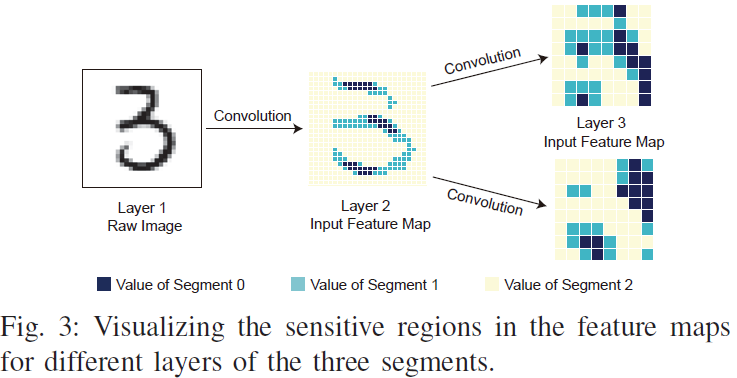 Convolution
Convolution
Convolution
Layer 1
Raw Image
Layer 2
Input Feature Map
Layer 3
Input Feature Map
Value of Segment 0
Value of Segment 1
Value of Segment 2
Fig. 3: Visualizing the sensitive regions in the feature maps
for different layers of the three segments.